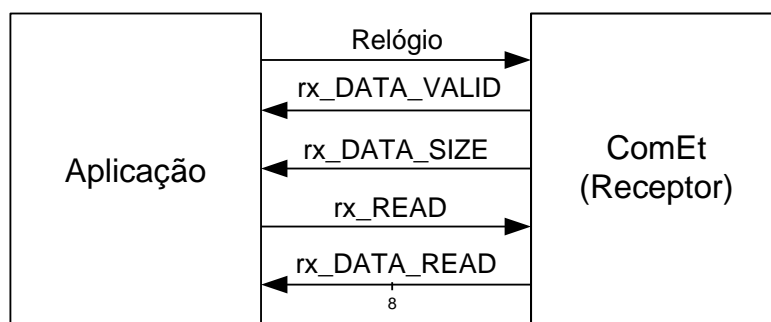 Relógio
rx_DATA_VALID
rx_DATA_SIZE
Aplicação
ComEt
(Receptor)
rx_READ
rx_DATA_READ
8